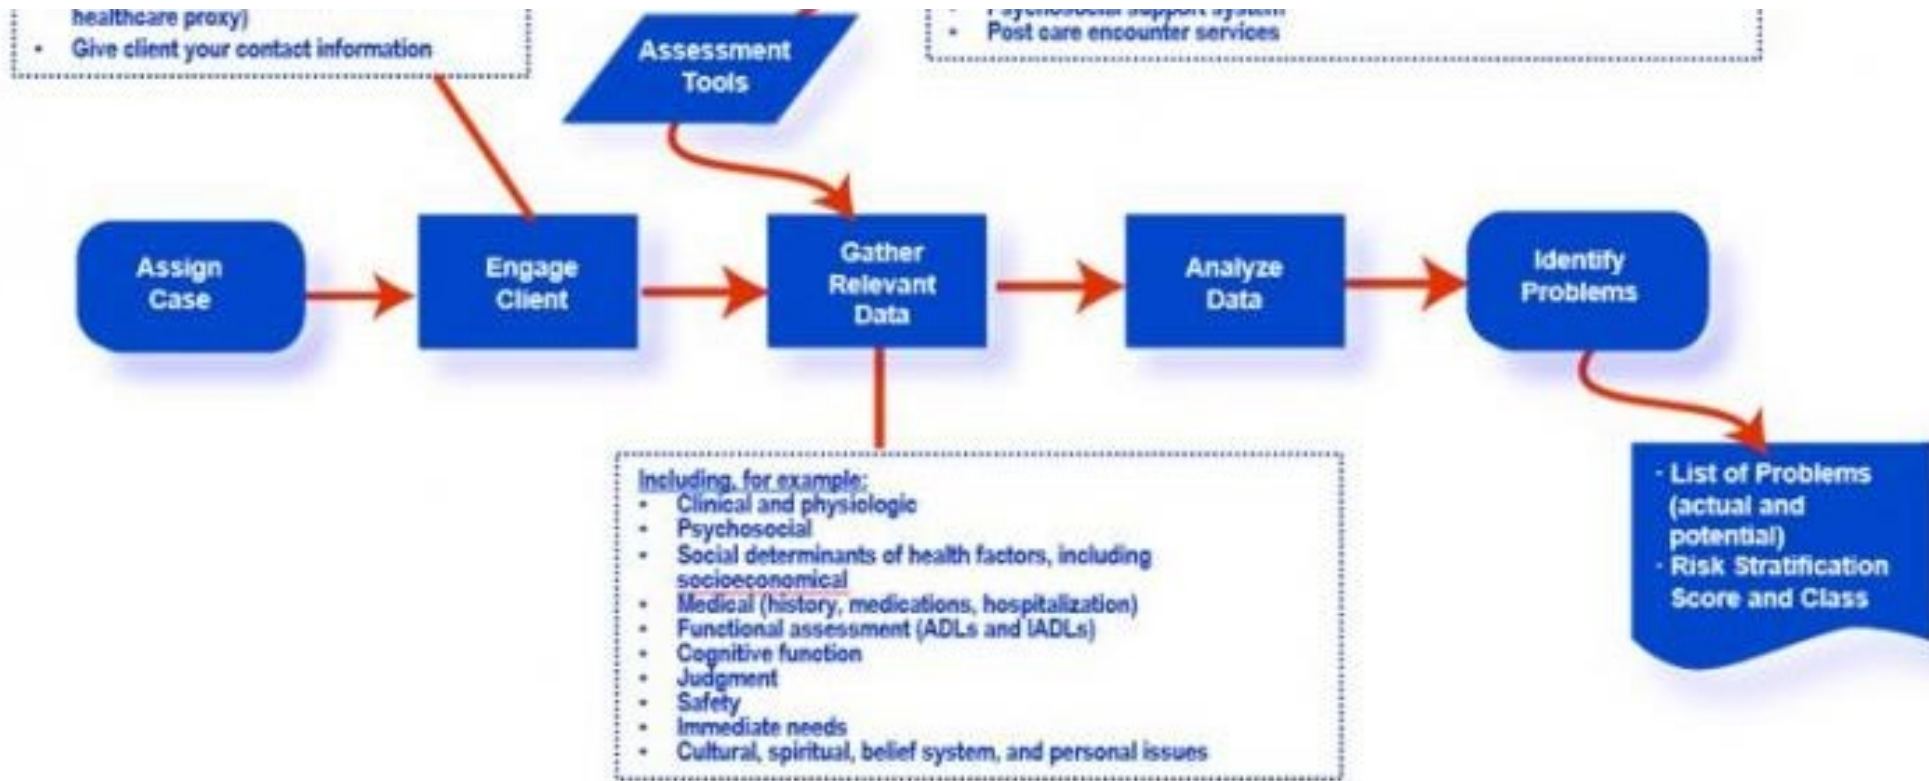 healthcare proxy)
• Give client your contact information
Psychosocial support system
• Post care encounter services
Assessment
Tools
Assign
Case
Engage
Client
Gather
Relevant
Data
Analyze
Data
Identify
Problems
Including, for example:
• Clinical and physiologic
• Psychosocial
• Social determinants of health factors, including
socioeconomical
• Medical (history, medications, hospitalization)
• Functional assessment (ADLs and IADLs)
• Cognitive function
• Judgment
• Safety
• Immediate needs
• Cultural, spiritual, belief system, and personal issues
· List of Problems
(actual and
potential)
· Risk Stratification
Score and Class